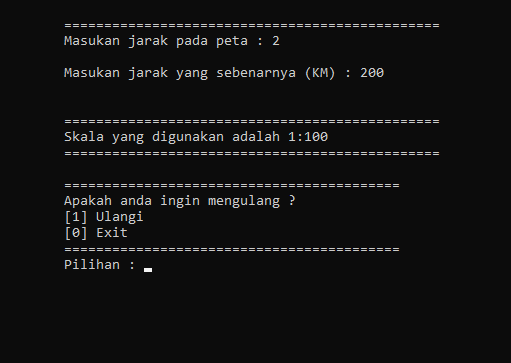 ===============================================
Masukan jarak pada peta : 2
Masukan jarak yang sebenarnya (KM) : 200
===============================================
Skala yang digunakan adalah 1:100
===============================================
==========================================
Apakah anda ingin mengulang ?
[1] Ulangi
[0] Exit
==========================================
Pilihan :